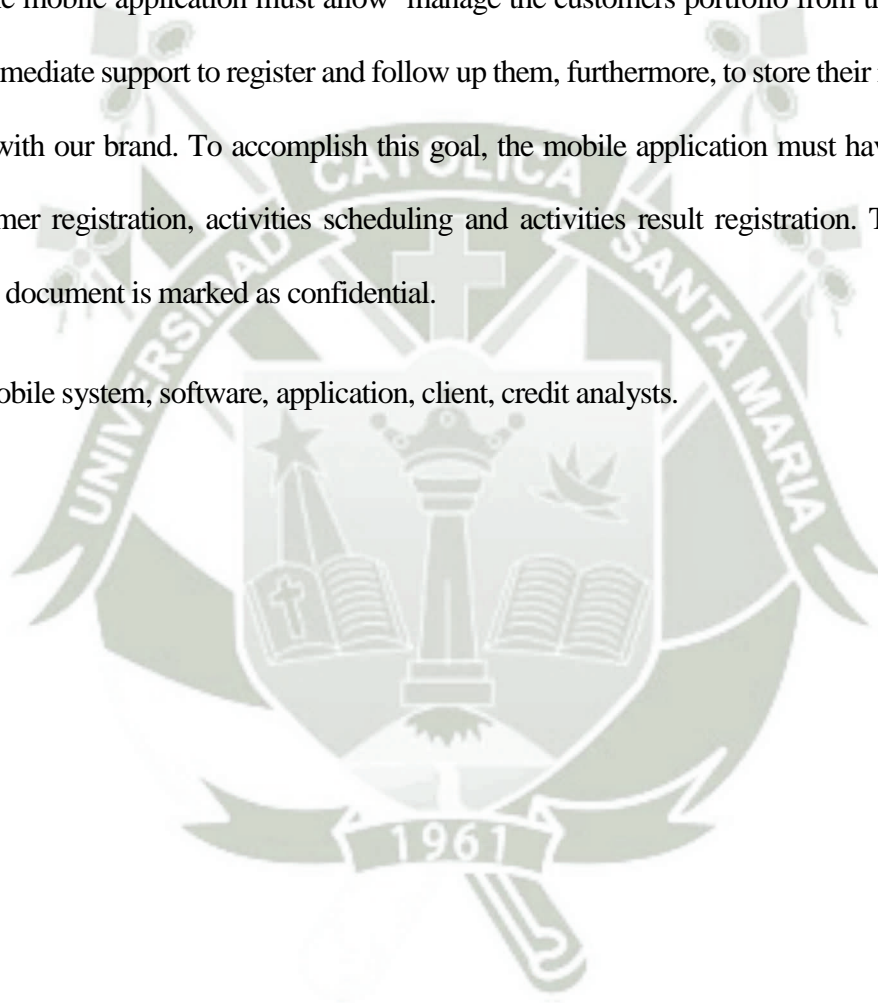 mobile application must allow manage the customers portfolio from
mediate support to register and follow up them, furthermore, to store their
with our brand. To accomplish this goal, the mobile application must
mer registration, activities scheduling and activities result registration.
document is marked as confidential.
obile system, software, application, client, credit analysts.
UNIVERSIDAD CATOLICA SANTA MARIA
1961